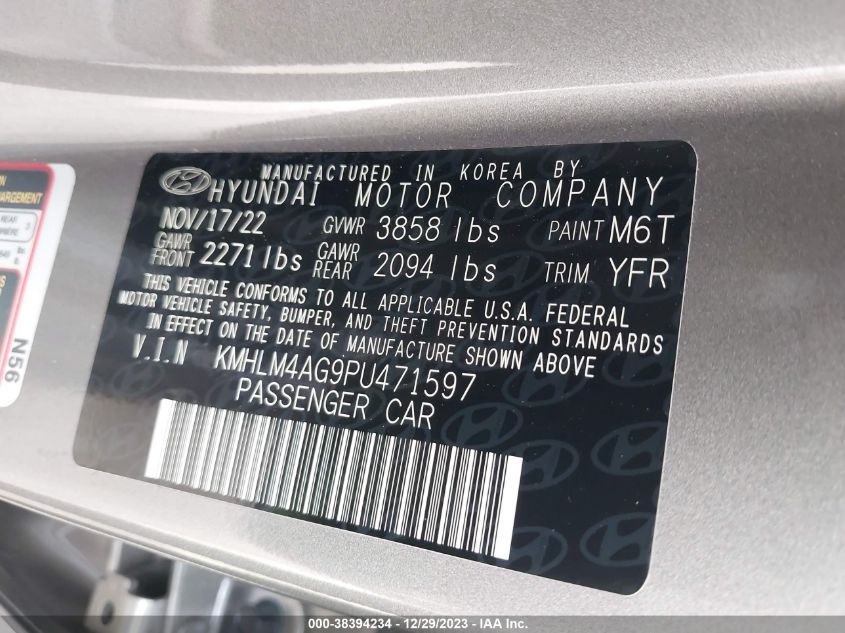 MANUFACTURED IN KOREA BY
HYUNDAI MOTOR COMPANY
NOV/17/22 GVWR 3858 lbs PAINT M6T
GAWR FRONT 2271 lbs GAWR REAR 2094 lbs TRIM YFR
THIS VEHICLE CONFORMS TO ALL APPLICABLE U.S.A. FEDERAL
MOTOR VEHICLE SAFETY, BUMPER, AND THEFT PREVENTION STANDARDS
IN EFFECT ON THE DATE OF MANUFACTURE SHOWN ABOVE
V.I.N KMHLM4AG9PU471597
PASSENGER CAR
REAR
N56
000-38394234 - 12/29/2023 - IAA Inc.